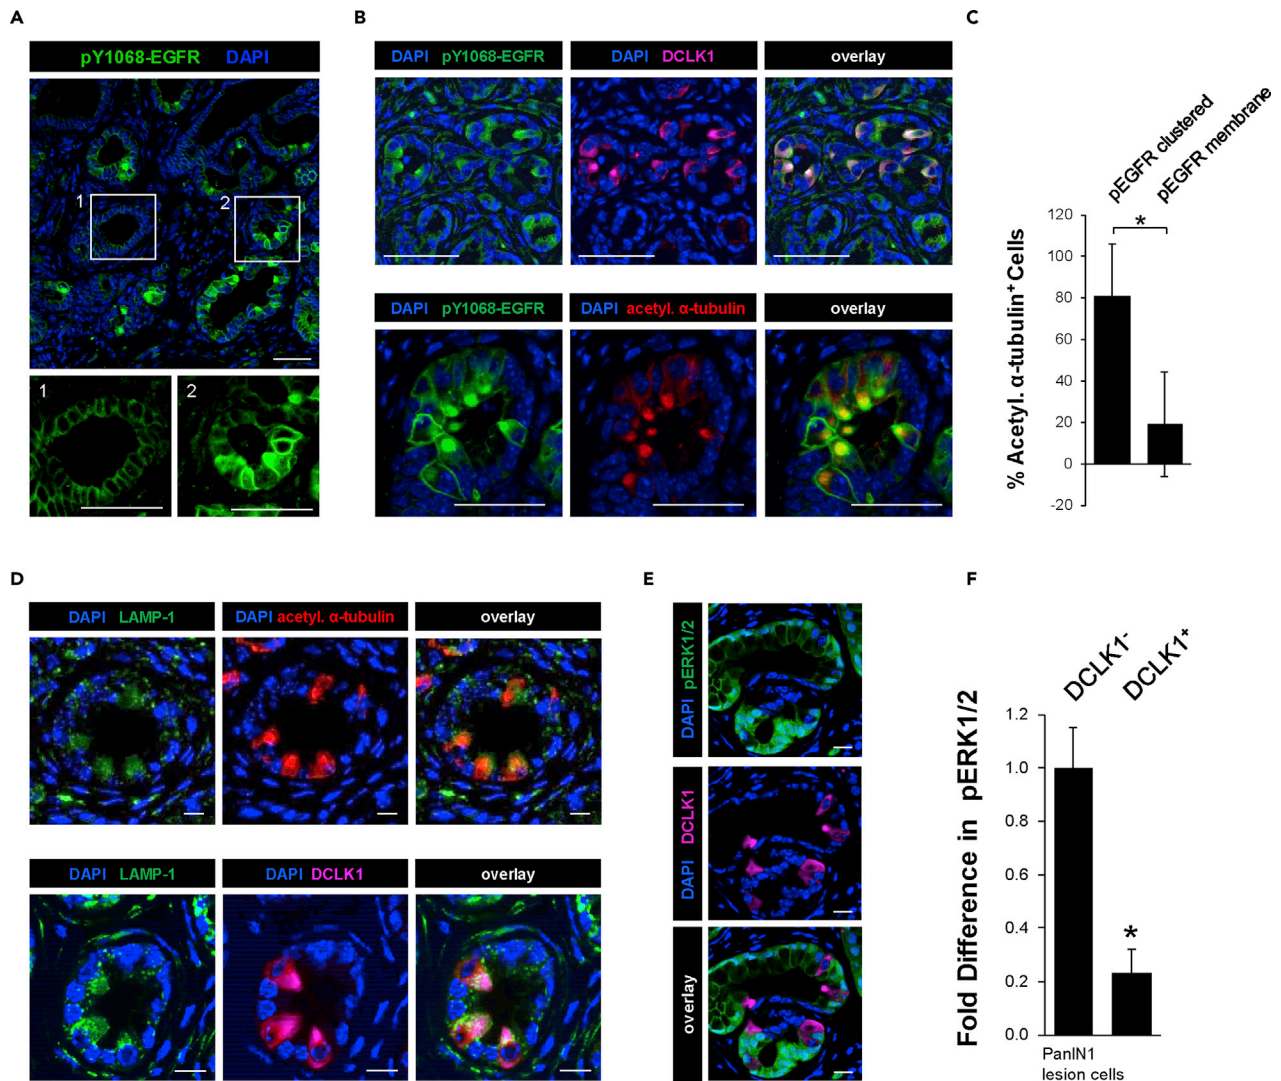 A
pY1068-EGFR DAPI
1
2
1
2
B
DAPI pY1068-EGFR
DAPI DCLK1
overlay
DAPI pY1068-EGFR
DAPI acetyl. α-tubulin
overlay
C
pEGFR clustered
pEGFR membrane
*
% Acetyl. α-tubulin⁺ Cells
120
100
80
60
40
20
0
-20
D
DAPI LAMP-1
DAPI acetyl. α-tubulin
overlay
DAPI LAMP-1
DAPI DCLK1
overlay
E
DAPI pERK1/2
DAPI DCLK1
overlay
F
DCLK1⁻
DCLK1⁺
Fold Difference in pERK1/2
1.2
1.0
0.8
0.6
0.4
0.2
0.0
*
PanIN1
lesion cells